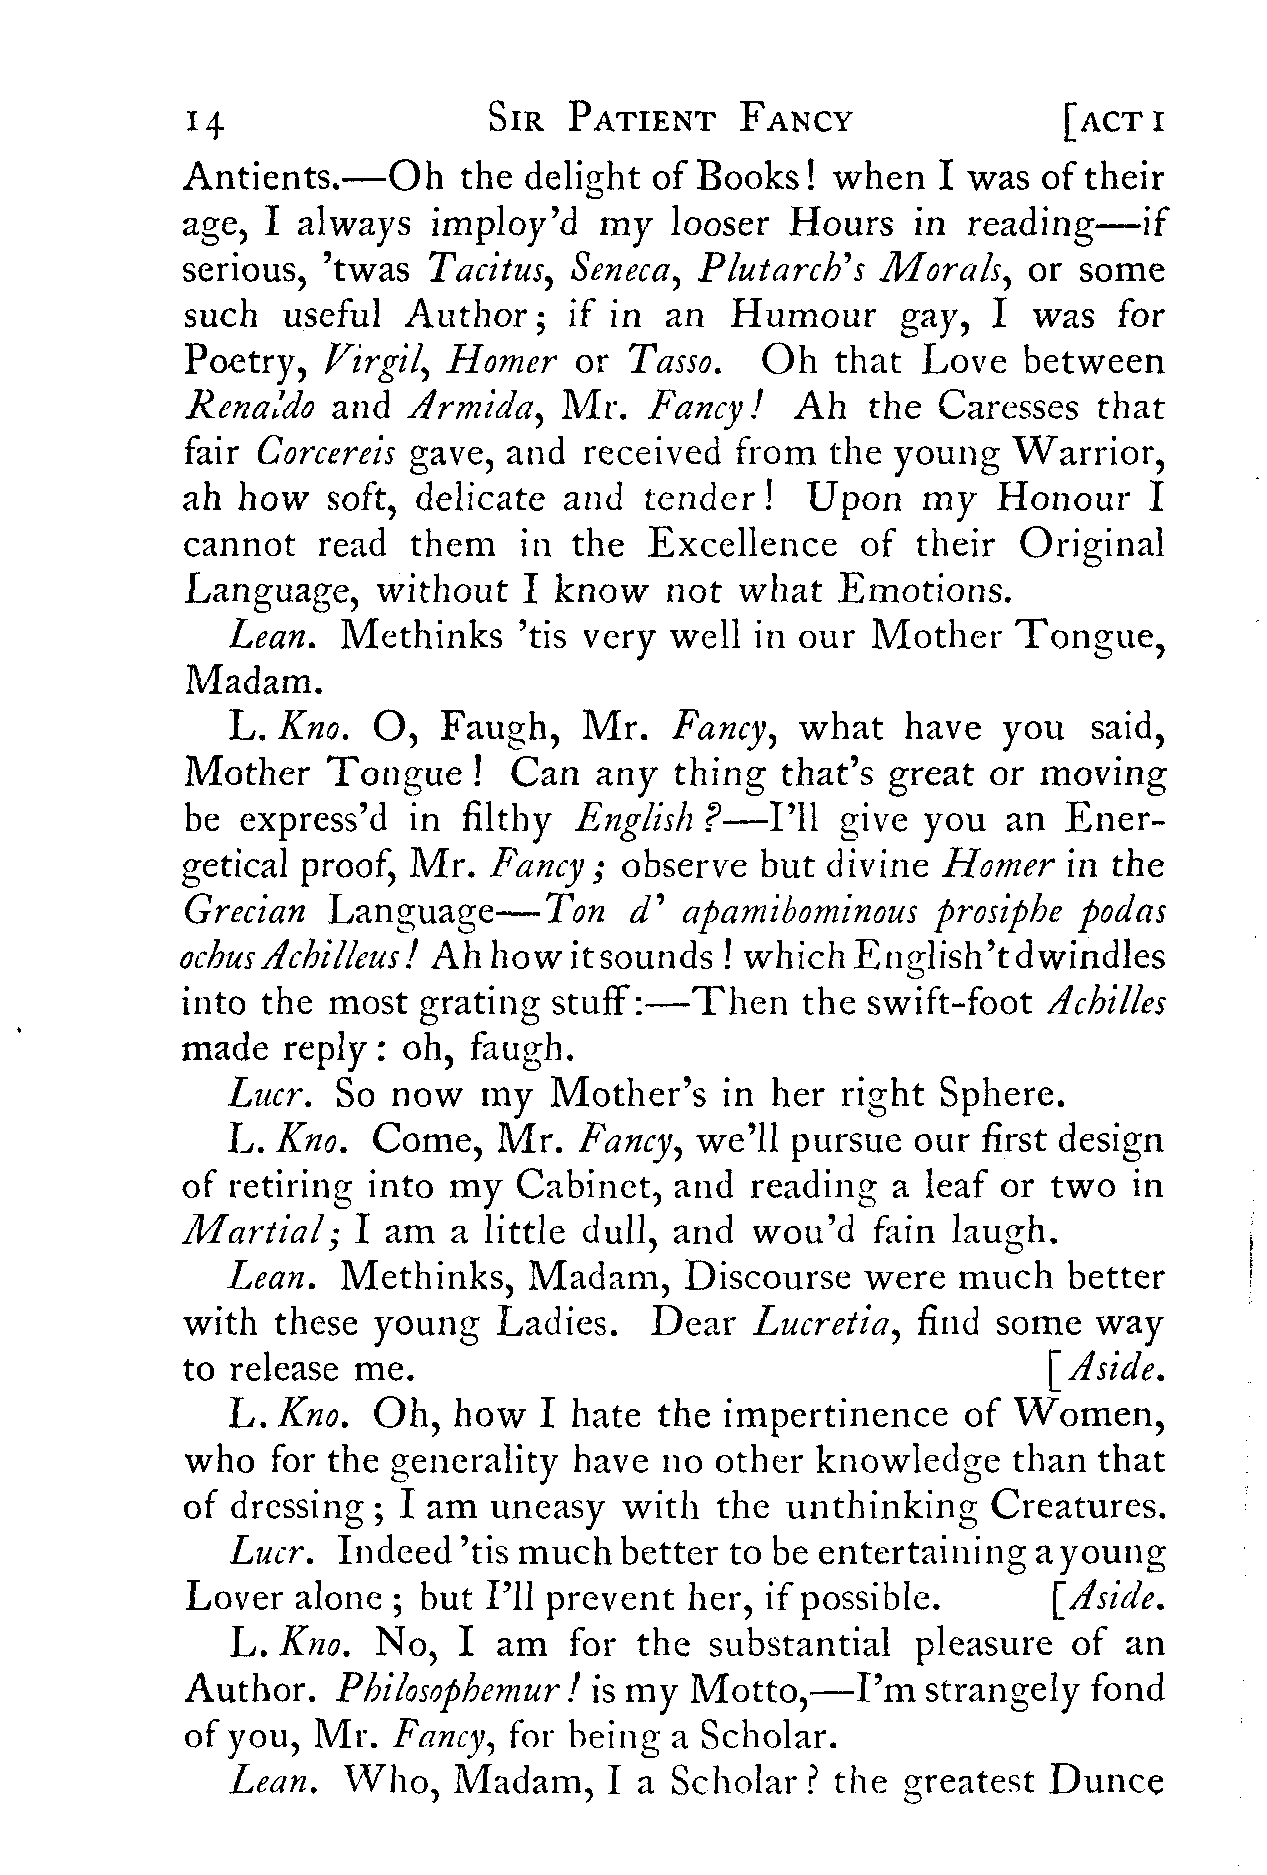 14 SIR PATIENT FANCY [ACT I
Antients.—Oh the delight of Books! when I was of their
age, I always imploy'd my looser Hours in reading—if
serious, 'twas Tacitus, Seneca, Plutarch's Morals, or some
such useful Author; if in an Humour gay, I was for
Poetry, Virgil, Homer or Tasso. Oh that Love between
Renaldo and Armida, Mr. Fancy! Ah the Caresses that
fair Corcereis gave, and received from the young Warrior,
ah how soft, delicate and tender! Upon my Honour I
cannot read them in the Excellence of their Original
Language, without I know not what Emotions.
Lean. Methinks 'tis very well in our Mother Tongue,
Madam.
L. Kno. O, Faugh, Mr. Fancy, what have you said,
Mother Tongue! Can any thing that's great or moving
be express'd in filthy English?—I'll give you an Ener-
getical proof, Mr. Fancy; observe but divine Homer in the
Grecian Language—Ton d' apamibominous prosiphe podas
ochus Achilleus! Ah how it sounds! which English't dwindles
into the most grating stuff:—Then the swift-foot Achilles
made reply: oh, faugh.
Lucr. So now my Mother's in her right Sphere.
L. Kno. Come, Mr. Fancy, we'll pursue our first design
of retiring into my Cabinet, and reading a leaf or two in
Martial; I am a little dull, and wou'd fain laugh.
Lean. Methinks, Madam, Discourse were much better
with these young Ladies. Dear Lucretia, find some way
to release me. [Aside.
L. Kno. Oh, how I hate the impertinence of Women,
who for the generality have no other knowledge than that
of dressing; I am uneasy with the unthinking Creatures.
Lucr. Indeed 'tis much better to be entertaining a young
Lover alone; but I'll prevent her, if possible. [Aside.
L. Kno. No, I am for the substantial pleasure of an
Author. Philosophemur! is my Motto,—I'm strangely fond
of you, Mr. Fancy, for being a Scholar.
Lean. Who, Madam, I a Scholar? the greatest Dunce